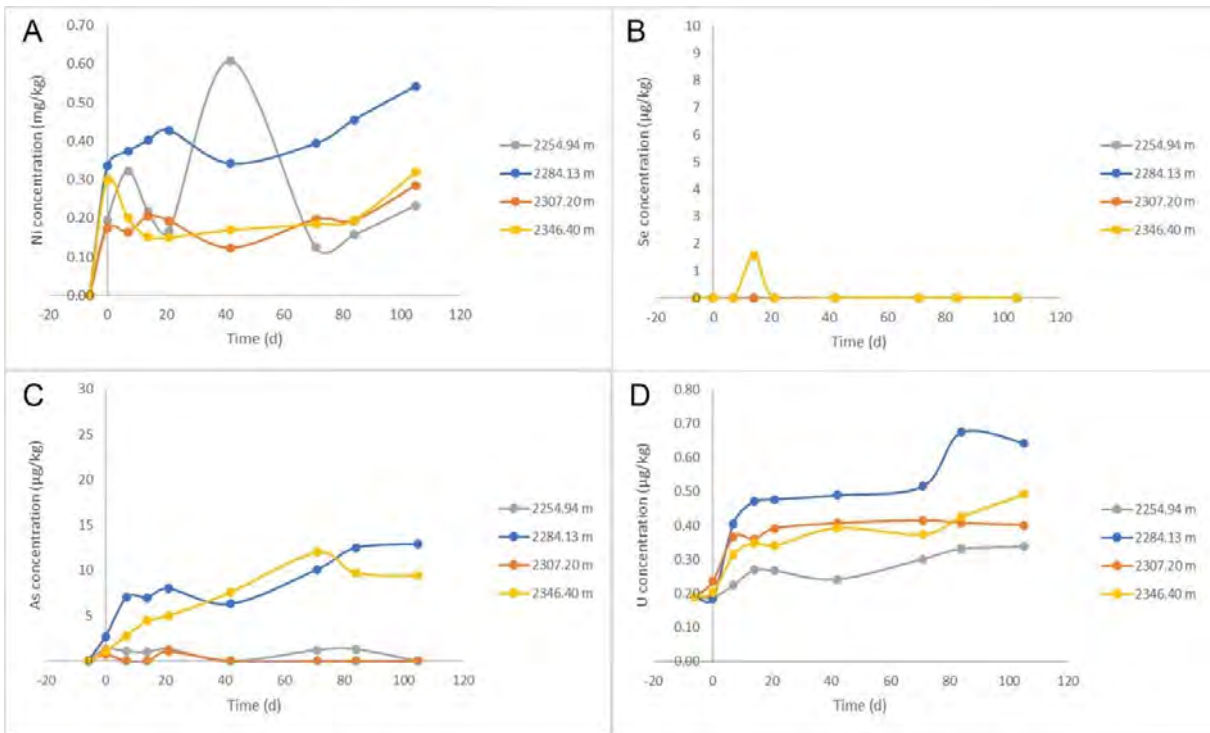 A
Ni concentration (mg/kg)
0.70
0.60
0.50
0.40
0.30
0.20
0.10
0.00
-20
0
20
40
60
80
100
120
Time (d)
2254.94 m
2284.13 m
2307.20 m
2346.40 m
B
Se concentration (µg/kg)
10
9
8
7
6
5
4
3
2
1
0
-20
0
20
40
60
80
100
120
Time (d)
2254.94 m
2284.13 m
2307.20 m
2346.40 m
C
As concentration (µg/kg)
30
25
20
15
10
5
-20
0
20
40
60
80
100
120
Time (d)
2254.94 m
2284.13 m
2307.20 m
2346.40 m
D
U concentration (µg/kg)
0.80
0.70
0.60
0.50
0.40
0.30
0.20
0.10
0.00
-20
0
20
40
60
80
100
120
Time (d)
2254.94 m
2284.13 m
2307.20 m
2346.40 m